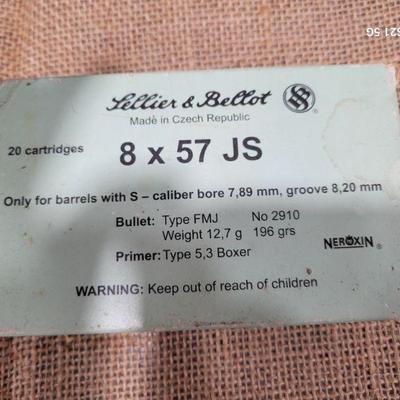 Sellier & Bellot
Made in Czech Republic
20 cartridges
8 x 57 JS
Only for barrels with S – caliber bore 7,89 mm, groove 8,20 mm
Bullet: Type FMJ No 2910
Weight 12,7 g 196 grs
Primer: Type 5,3 Boxer
NEROXIN ®
WARNING: Keep out of reach of children